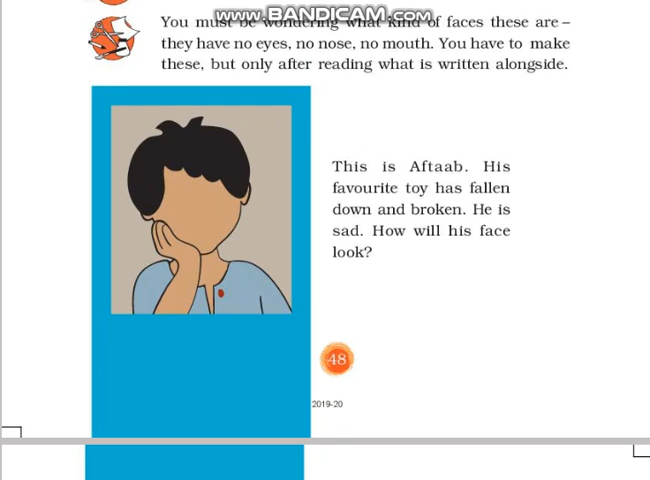 www.BANDICAM.com
You must be wondering what kind of faces these are –
they have no eyes, no nose, no mouth. You have to make
these, but only after reading what is written alongside.
This is Aftaab. His
favourite toy has fallen
down and broken. He is
sad. How will his face
look?
48
2019-20